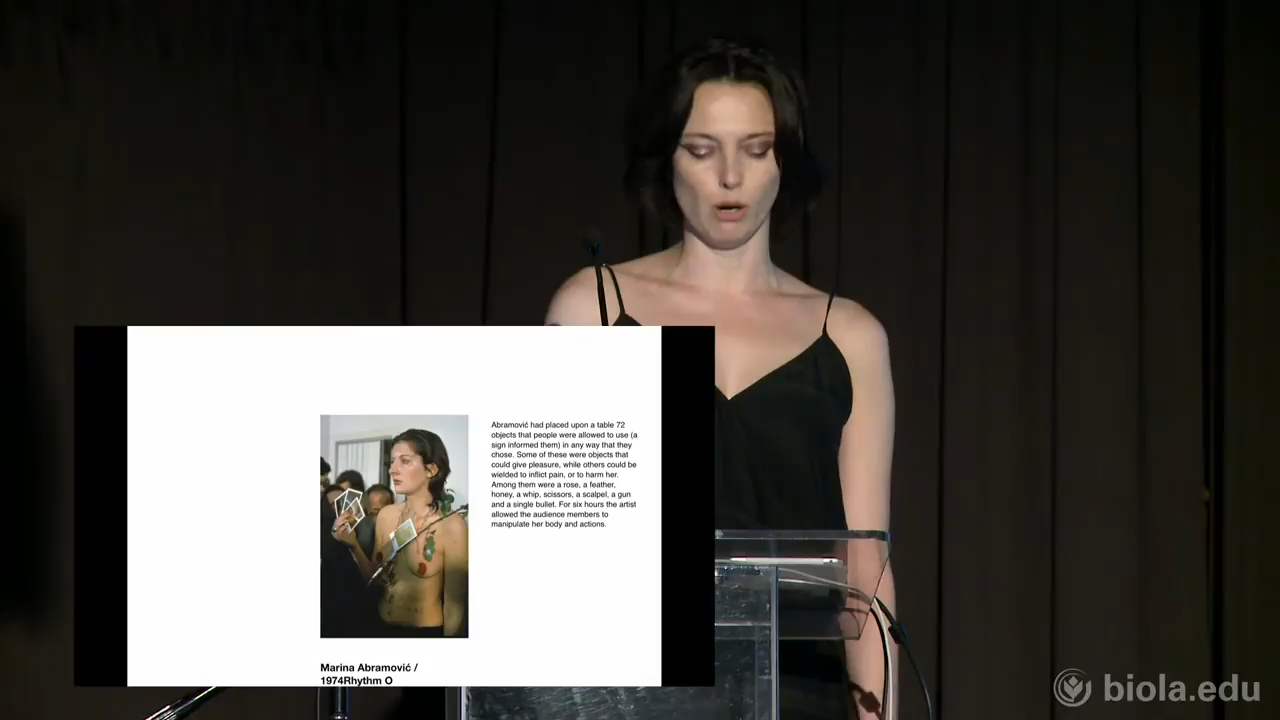 Abramović had placed upon a table 72
objects that people were allowed to use (a
sign informed them) in any way that they
chose. Some of these were objects that
could give pleasure, while others could be
wielded to inflict pain, or to harm her.
Among them were a rose, a feather,
honey, a whip, scissors, a scalpel, a gun
and a single bullet. For six hours the artist
allowed the audience members to
manipulate her body and actions.
Marina Abramović /
1974Rhythm O
biola.edu